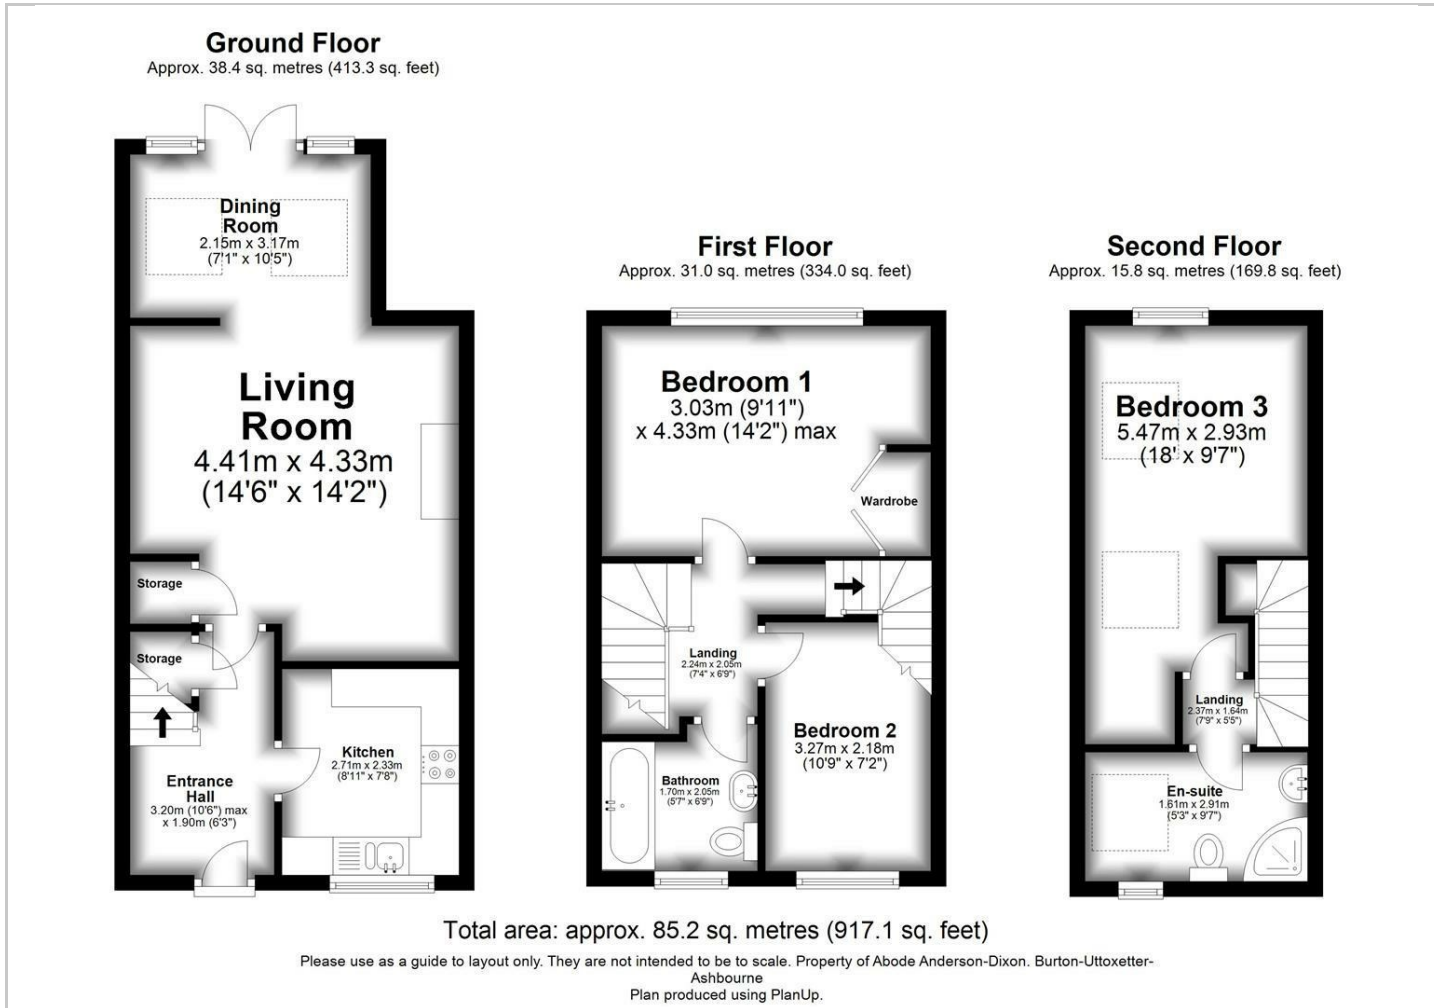 Ground Floor
Approx. 38.4 sq. metres (413.3 sq. feet)
Dining
Room
2.15m x 3.17m
(7'1" x 10'5")
Living
Room
4.41m x 4.33m
(14'6" x 14'2")
Storage
Storage
Entrance
Hall
3.20m (10'6") max
x 1.90m (6'3")
Kitchen
2.71m x 2.33m
(8'11" x 7'8")
First Floor
Approx. 31.0 sq. metres (334.0 sq. feet)
Bedroom 1
3.03m (9'11")
x 4.33m (14'2") max
Wardrobe
Landing
2.24m x 2.05m
(7'4" x 6'9")
Bedroom 2
3.27m x 2.18m
(10'9" x 7'2")
Bathroom
1.70m x 2.05m
(5'7" x 6'9")
Second Floor
Approx. 15.8 sq. metres (169.8 sq. feet)
Bedroom 3
5.47m x 2.93m
(18' x 9'7")
Landing
2.37m x 1.64m
(7'9" x 5'5")
En-suite
1.61m x 2.91m
(5'3" x 9'7")
Total area: approx. 85.2 sq. metres (917.1 sq. feet)
Please use as a guide to layout only. They are not intended to be to scale. Property of Abode Anderson-Dixon. Burton-Uttoxeter-
Ashbourne
Plan produced using PlanUp.